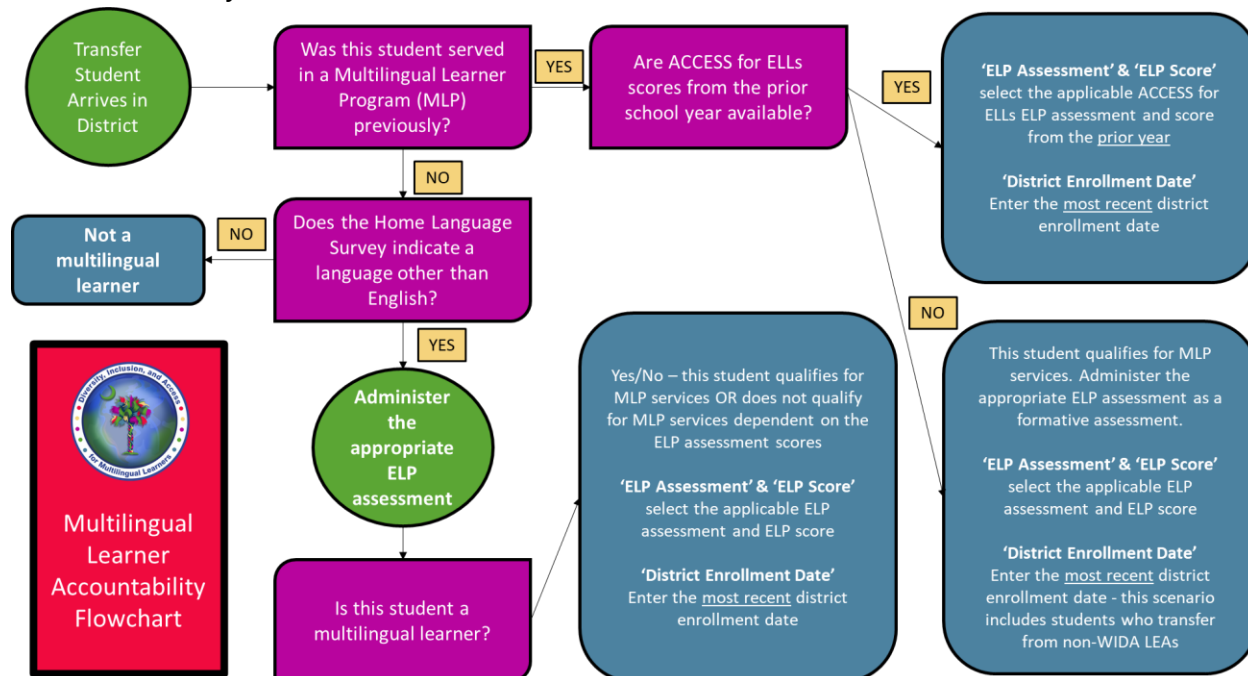 Transfer
Student
Arrives in
District
Was this student served
in a Multilingual Learner
Program (MLP)
previously?
YES
Are ACCESS for ELLs
scores from the prior
school year available?
YES
‘ELP Assessment’ & ‘ELP Score’
select the applicable ACCESS for
ELLs ELP assessment and score
from the prior year
‘District Enrollment Date’
Enter the most recent district
enrollment date
NO
Does the Home Language
Survey indicate a
language other than
English?
NO
Not a
multilingual
learner
YES
Administer
the
appropriate
ELP
assessment
Is this student a
multilingual learner?
Yes/No – this student qualifies for
MLP services OR does not qualify
for MLP services dependent on the
ELP assessment scores
‘ELP Assessment’ & ‘ELP Score’
select the applicable ELP
assessment and ELP score
‘District Enrollment Date’
Enter the most recent district
enrollment date
NO
This student qualifies for MLP
services. Administer the
appropriate ELP assessment as a
formative assessment.
‘ELP Assessment’ & ‘ELP Score’
select the applicable ELP
assessment and ELP score
‘District Enrollment Date’
Enter the most recent district
enrollment date - this scenario
includes students who transfer
from non-WIDA LEAs
Diversity, Inclusion, and Access
for Multilingual Learners
Multilingual
Learner
Accountability
Flowchart